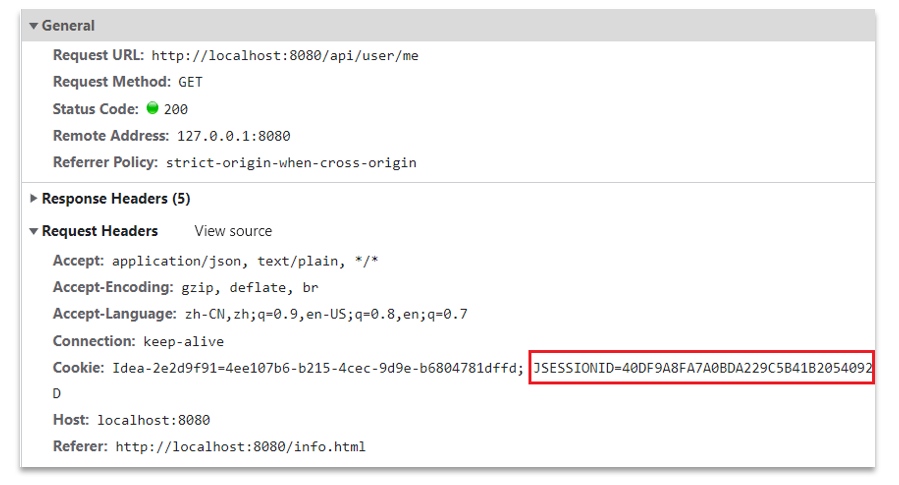 General
Request URL: http://localhost:8080/api/user/me
Request Method: GET
Status Code: 200
Remote Address: 127.0.0.1:8080
Referrer Policy: strict-origin-when-cross-origin
Response Headers (5)
Request Headers View source
Accept: application/json, text/plain, */*
Accept-Encoding: gzip, deflate, br
Accept-Language: zh-CN,zh;q=0.9,en-US;q=0.8,en;q=0.7
Connection: keep-alive
Cookie: Idea-2e2d9f91=4ee107b6-b215-4cec-9d9e-b6804781dffd; JSESSIONID=40DF9A8FA7A0BDA229C5B41B2054092
D
Host: localhost:8080
Referer: http://localhost:8080/info.html